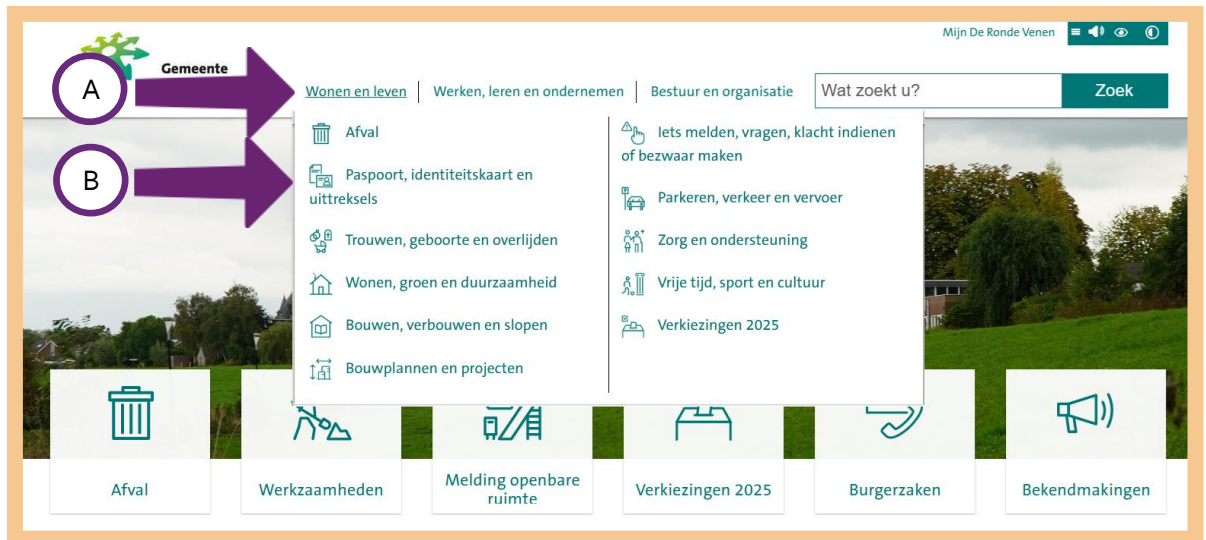 Mijn De Ronde Venen
Gemeente
A
Wonen en leven
Werken, leren en ondernemen
Bestuur en organisatie
Wat zoekt u?
Zoek
B
Afval
Paspoort, identiteitskaart en
uittreksels
Trouwen, geboorte en overlijden
Wonen, groen en duurzaamheid
Bouwen, verbouwen en slopen
Bouwplannen en projecten
Iets melden, vragen, klacht indienen
of bezwaar maken
Parkeren, verkeer en vervoer
Zorg en ondersteuning
Vrije tijd, sport en cultuur
Verkiezingen 2025
Afval
Werkzaamheden
Melding openbare
ruimte
Verkiezingen 2025
Burgerzaken
Bekendmakingen